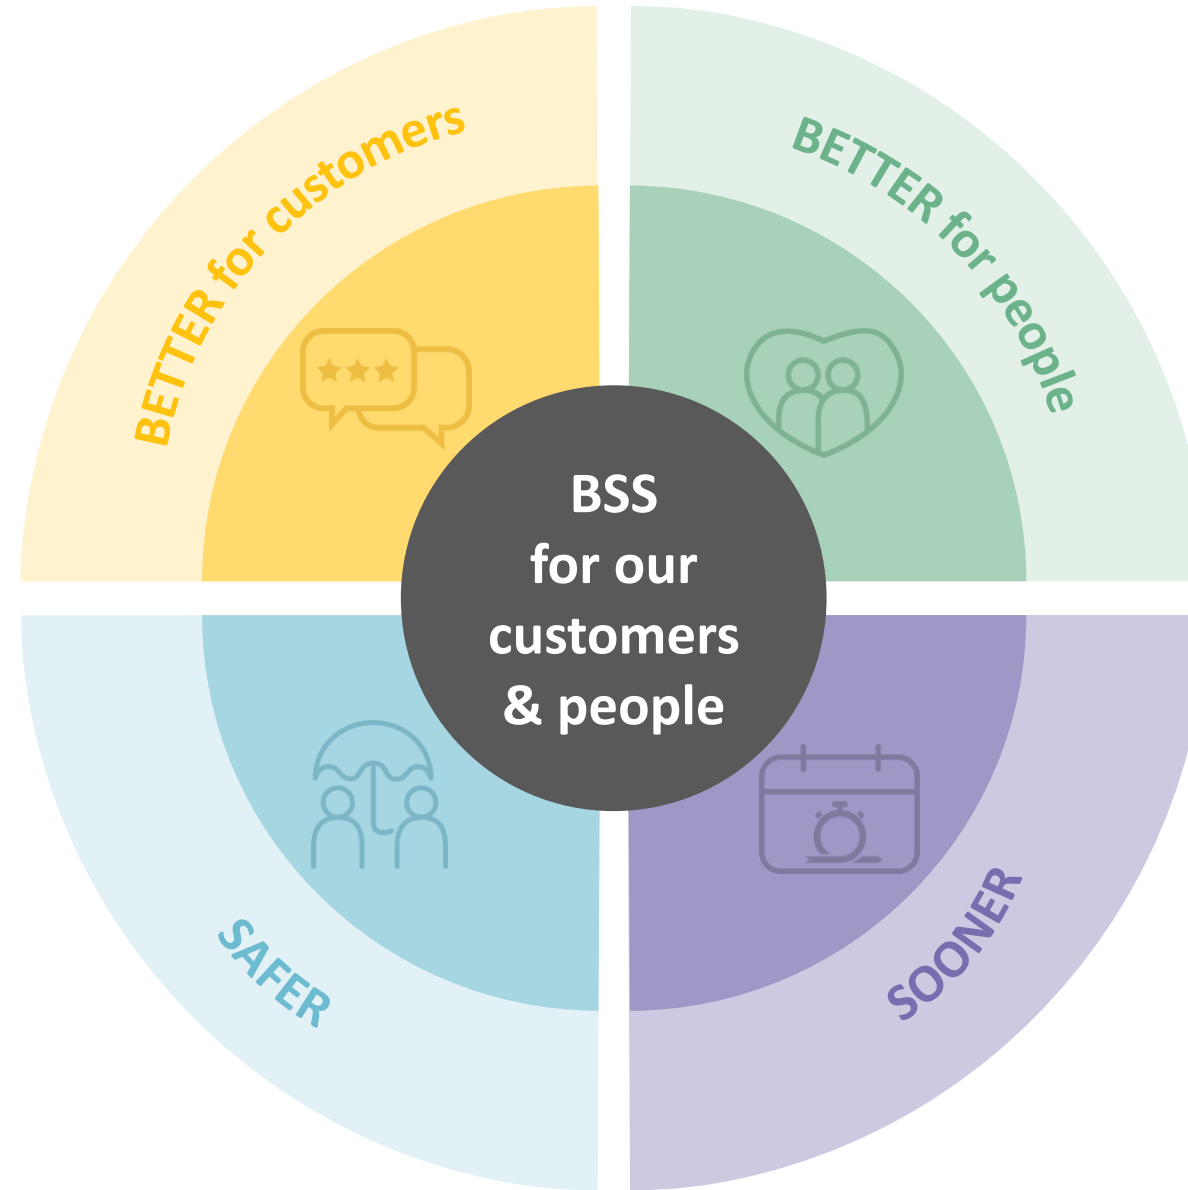 BETTER for customers
BETTER for people
BSS
for our
customers
& people
SAFER
SOONER